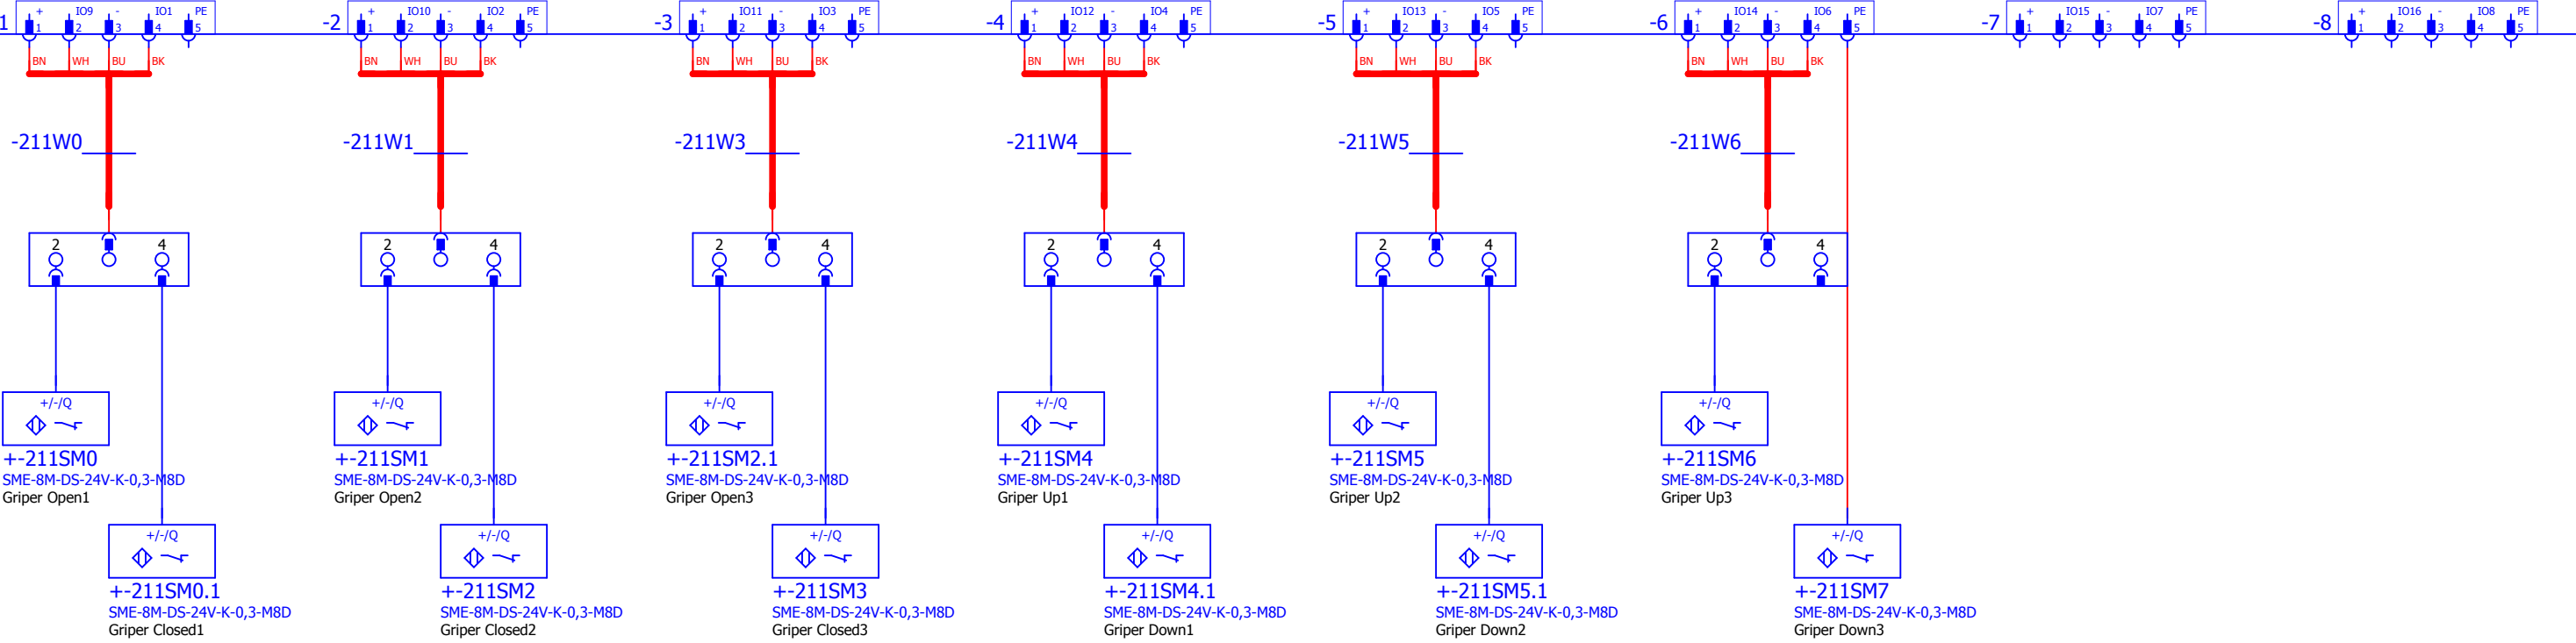 1 + IO9 - IO1 PE -2 + IO10 - IO2 PE -3 + IO11 - IO3 PE -4 + IO12 - IO4 PE -5 + IO13 - IO5 PE -6 + IO14 - IO6 PE -7 + IO15 - IO7 PE -8 + IO16 - IO8 PE
1 2 3 4 5 1 2 3 4 5 1 2 3 4 5 1 2 3 4 5 1 2 3 4 5 1 2 3 4 5 1 2 3 4 5 1 2 3 4 5
BN WH BU BK BN WH BU BK BN WH BU BK BN WH BU BK BN WH BU BK BN WH BU BK
-211W0 -211W1 -211W3 -211W4 -211W5 -211W6
2 4 2 4 2 4 2 4 2 4 2 4
+/-/Q +/-/Q +/-/Q +/-/Q +/-/Q +/-/Q
+-211SM0 +-211SM1 +-211SM2.1 +-211SM4 +-211SM5 +-211SM6
SME-8M-DS-24V-K-0,3-M8D SME-8M-DS-24V-K-0,3-M8D SME-8M-DS-24V-K-0,3-M8D SME-8M-DS-24V-K-0,3-M8D SME-8M-DS-24V-K-0,3-M8D SME-8M-DS-24V-K-0,3-M8D
Griper Open1 Griper Open2 Griper Open3 Griper Up1 Griper Up2 Griper Up3
+/-/Q +/-/Q +/-/Q +/-/Q +/-/Q +/-/Q
+-211SM0.1 +-211SM2 +-211SM3 +-211SM4.1 +-211SM5.1 +-211SM7
SME-8M-DS-24V-K-0,3-M8D SME-8M-DS-24V-K-0,3-M8D SME-8M-DS-24V-K-0,3-M8D SME-8M-DS-24V-K-0,3-M8D SME-8M-DS-24V-K-0,3-M8D SME-8M-DS-24V-K-0,3-M8D
Griper Closed1 Griper Closed2 Griper Closed3 Griper Down1 Griper Down2 Griper Down3